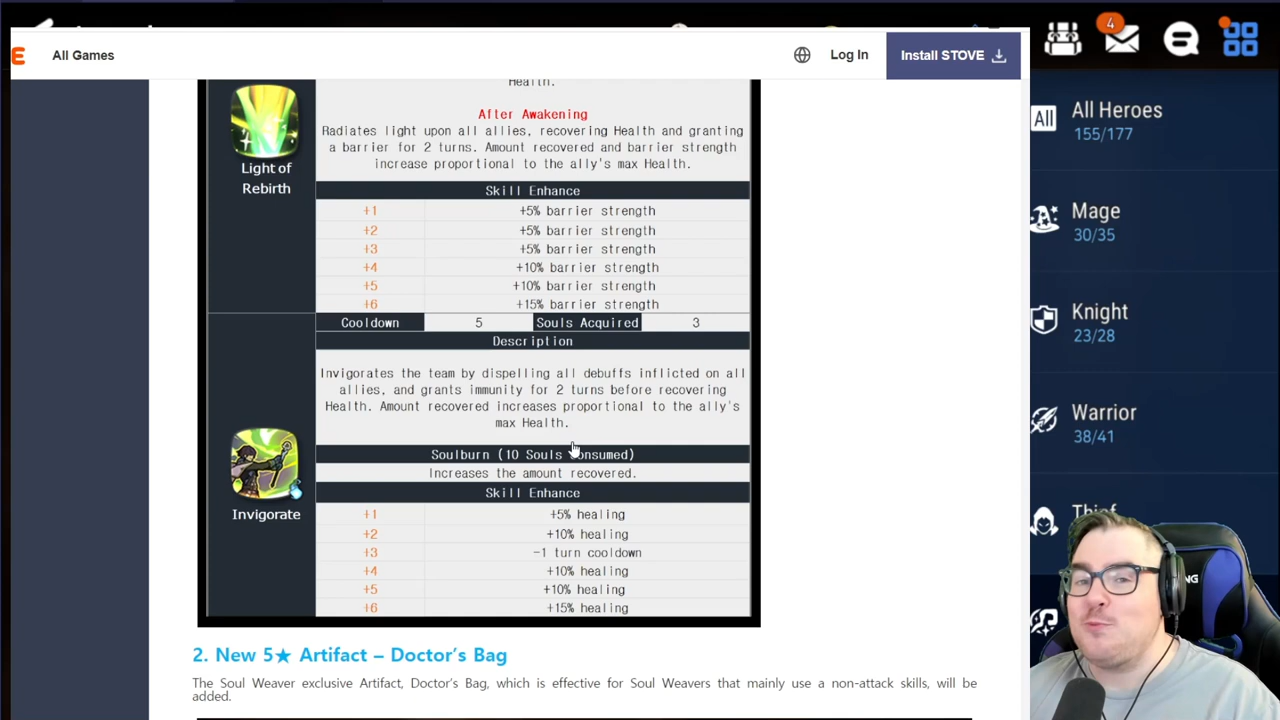 E All Games Log In Install STOVE
4
All All Heroes
155/177
Mage
30/35
Knight
23/28
Warrior
38/41
Health.
After Awakening
Radiates light upon all allies, recovering Health and granting
a barrier for 2 turns. Amount recovered and barrier strength
increase proportional to the ally's max Health.
Light of
Rebirth
Skill Enhance
+1 +5% barrier strength
+2 +5% barrier strength
+3 +5% barrier strength
+4 +10% barrier strength
+5 +10% barrier strength
+6 +15% barrier strength
Cooldown 5 Souls Acquired 3
Description
Invigorates the team by dispelling all debuffs inflicted on all
allies, and grants immunity for 2 turns before recovering
Health. Amount recovered increases proportional to the ally's
max Health.
Soulburn (10 Souls Consumed)
Increases the amount recovered.
Skill Enhance
Invigorate
+1 +5% healing
+2 +10% healing
+3 -1 turn cooldown
+4 +10% healing
+5 +10% healing
+6 +15% healing
2. New 5★ Artifact – Doctor's Bag
The Soul Weaver exclusive Artifact, Doctor's Bag, which is effective for Soul Weavers that mainly use a non-attack skills, will be
added.